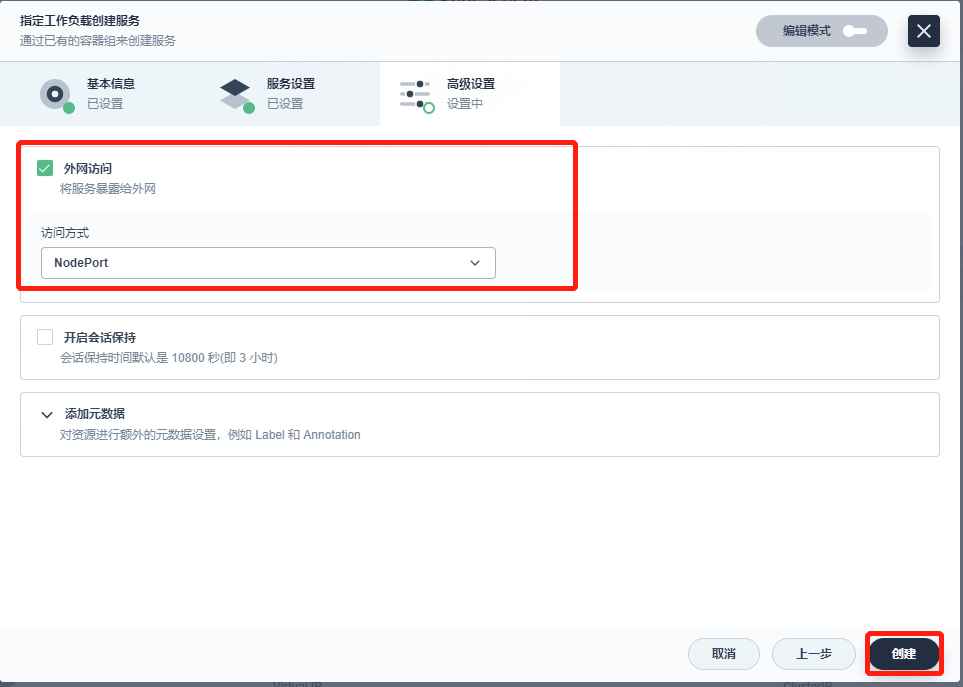 指定工作负载创建服务
通过已有的容器组来创建服务
编辑模式
基本信息
已设置
服务设置
已设置
高级设置
设置中
外网访问
将服务暴露给外网
访问方式
NodePort
开启会话保持
会话保持时间默认是 10800 秒(即 3 小时)
添加元数据
对资源进行额外的元数据设置，例如 Label 和 Annotation
取消
上一步
创建